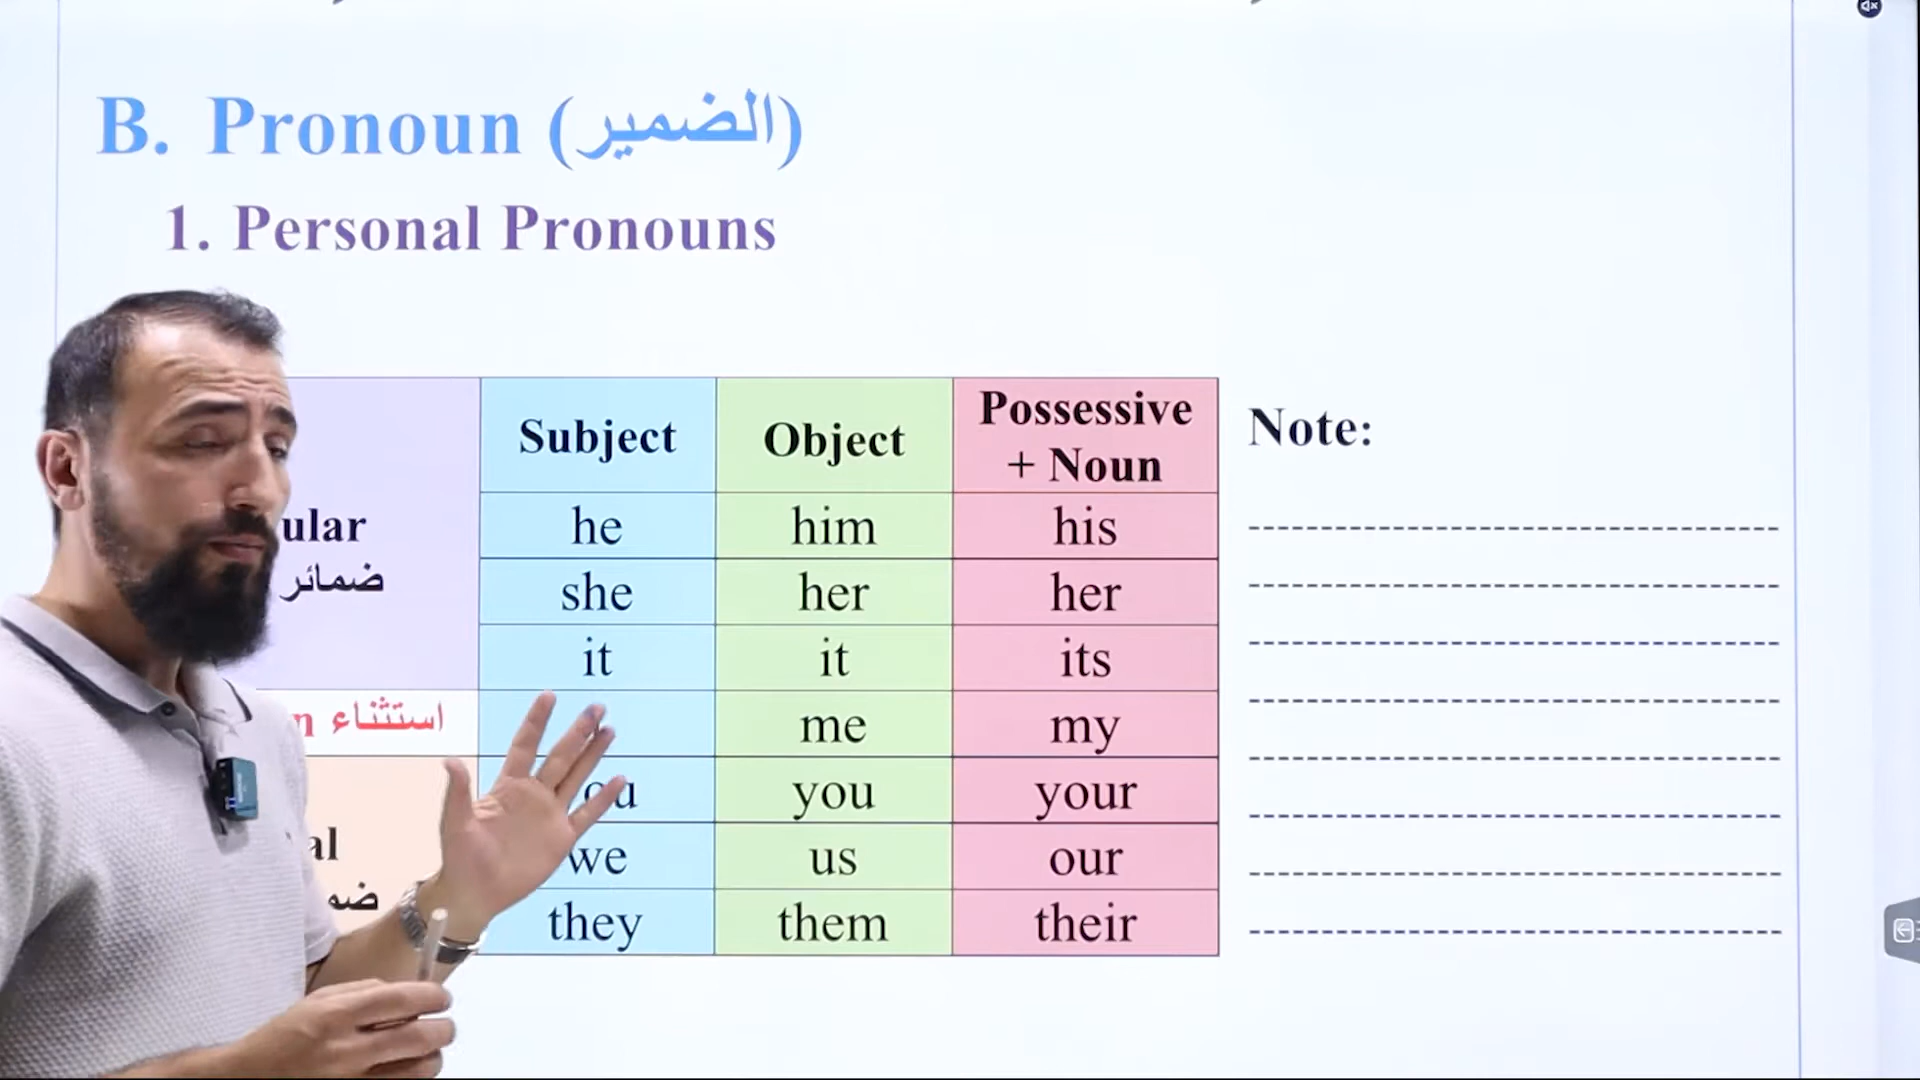 B. Pronoun (الضمير)
1. Personal Pronouns
Subject
Object
Possessive
+ Noun
Note:
ular
ضمائر
he
him
his
she
her
her
it
it
its
استثناء
me
my
you
your
al
we
us
our
they
them
their